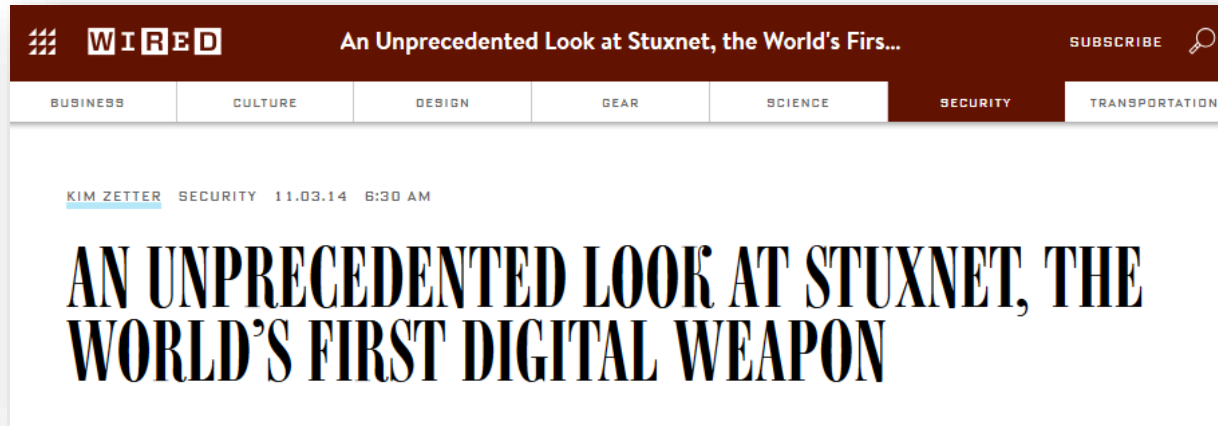 WIRED An Unprecedented Look at Stuxnet, the World's Firs... SUBSCRIBE
BUSINESS CULTURE DESIGN GEAR SCIENCE SECURITY TRANSPORTATION
KIM ZETTER SECURITY 11.03.14 6:30 AM
AN UNPRECEDENTED LOOK AT STUXNET, THE
WORLD’S FIRST DIGITAL WEAPON